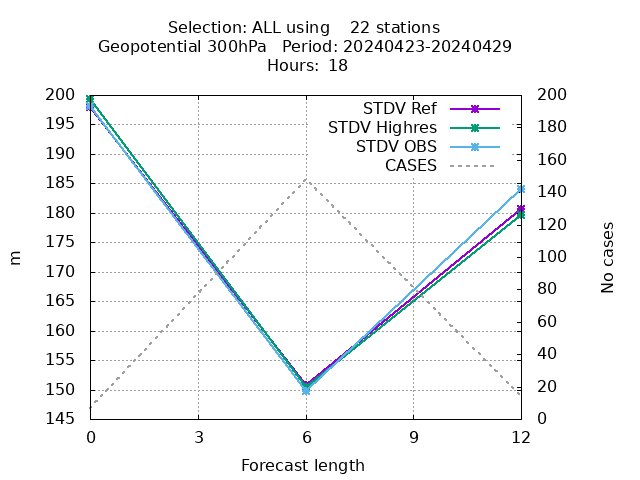 Selection: ALL using    22 stations
Geopotential 300hPa   Period: 20240423-20240429
Hours:  18
200
195
190
185
180
175
170
165
160
155
150
145
m
200
180
160
140
120
100
80
60
40
20
0
No cases
STDV Ref
STDV Highres
STDV OBS
CASES
0
3
6
9
12
Forecast length